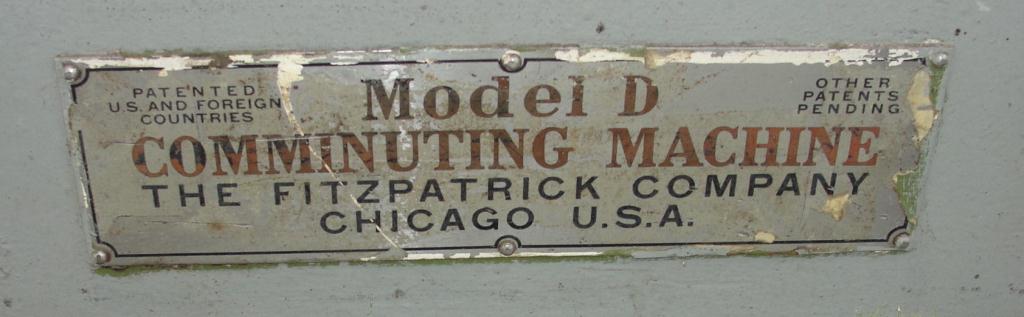 PATENTED
U.S. AND FOREIGN
COUNTRIES
Model D
OTHER
PATENTS
PENDING
COMMINUTING MACHINE
THE FITZPATRICK COMPANY
CHICAGO U.S.A.